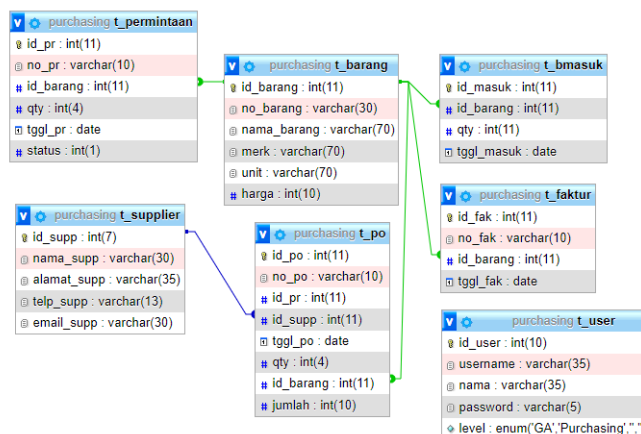 purchasing t_permintaan
id_pr : int(11)
no_pr : varchar(10)
id_barang : int(11)
qty : int(4)
tggl_pr : date
status : int(1)
purchasing t_barang
id_barang : int(11)
no_barang : varchar(30)
nama_barang : varchar(70)
merk : varchar(70)
unit : varchar(70)
harga : int(10)
purchasing t_bmasuk
id_masuk : int(11)
id_barang : int(11)
qty : int(11)
tggl_masuk : date
purchasing t_supplier
id_supp : int(7)
nama_supp : varchar(30)
alamat_supp : varchar(35)
telp_supp : varchar(13)
email_supp : varchar(30)
purchasing t_po
id_po : int(11)
no_po : varchar(10)
id_pr : int(11)
id_supp : int(11)
tggl_po : date
qty : int(4)
id_barang : int(11)
jumlah : int(10)
purchasing t_faktur
id_fak : int(11)
no_fak : varchar(10)
id_barang : int(11)
tggl_fak : date
purchasing t_user
id_user : int(10)
username : varchar(35)
nama : varchar(35)
password : varchar(5)
level : enum('GA','Purchasing','','